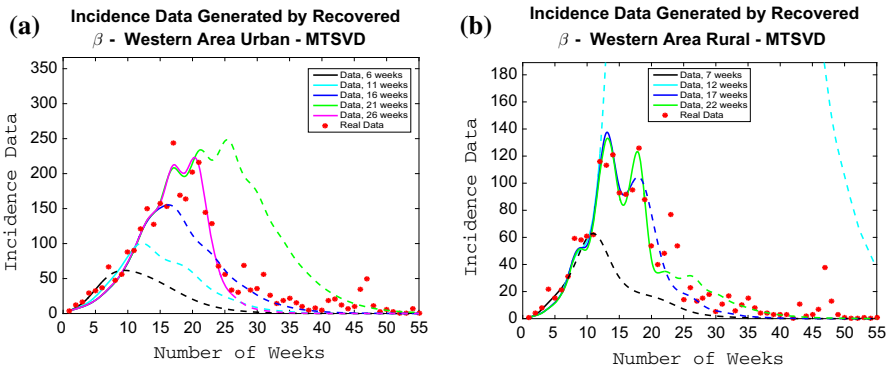 (a)
Incidence Data Generated by Recovered
β - Western Area Urban - MTSVD
350
300
250
200
150
100
50
0
Incidence Data
Data, 6 weeks
Data, 11 weeks
Data, 16 weeks
Data, 21 weeks
Data, 26 weeks
Real Data
0 5 10 15 20 25 30 35 40 45 50 55
Number of Weeks
(b)
Incidence Data Generated by Recovered
β - Western Area Rural - MTSVD
180
160
140
120
100
80
60
40
20
0
Incidence Data
Data, 7 weeks
Data, 12 weeks
Data, 17 weeks
Data, 22 weeks
Real Data
0 5 10 15 20 25 30 35 40 45 50 55
Number of Weeks